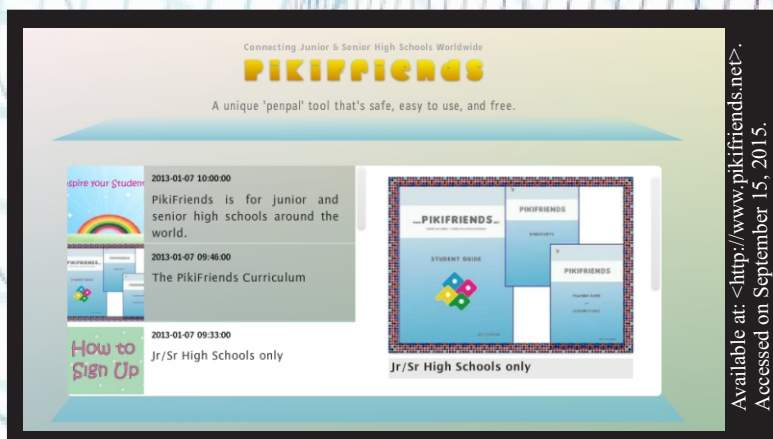 Connecting Junior & Senior High Schools Worldwide
PIKIFRIENDS
A unique 'penpal' tool that's safe, easy to use, and free.
spire your Studen
2013-01-07 10:00:00
PikiFriends is for junior and
senior high schools around the
world.
2013-01-07 09:46:00
The PikiFriends Curriculum
How to
Sign Up
2013-01-07 09:33:00
Jr/Sr High Schools only
PIKIFRIENDS
STUDENT GUIDE
PIKIFRIENDS
WORKSHEETS
PIKIFRIENDS
TEACHER GUIDE
Jr/Sr High Schools only
Available at: <http://www.pikifriends.net>.
Accessed on September 15, 2015.